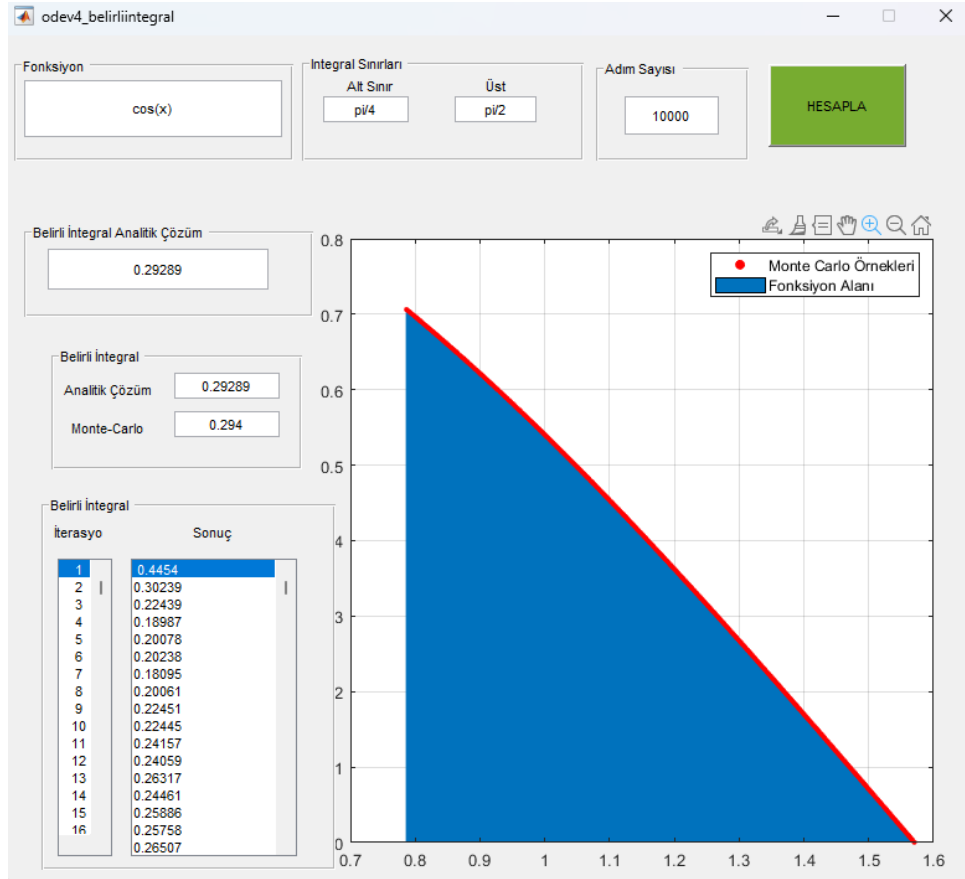 odev4_belirliintegral
Fonksiyon
cos(x)
Integral Sınırları
Alt Sınır Üst
pi/4 pi/2
Adım Sayısı
10000
HESAPLA
Belirli İntegral Analitik Çözüm
0.29289
Belirli İntegral
Analitik Çözüm 0.29289
Monte-Carlo 0.294
Belirli İntegral
İterasyo Sonuç
1 0.4454
2 0.30239
3 0.22439
4 0.18987
5 0.20078
6 0.20238
7 0.18095
8 0.20061
9 0.22451
10 0.22445
11 0.24157
12 0.24059
13 0.26317
14 0.24461
15 0.25886
16 0.25758
0.26507
Monte Carlo Örnekleri
Fonksiyon Alanı
0.8
0.7
0.6
0.5
4
3
2
1
0
0.7 0.8 0.9 1 1.1 1.2 1.3 1.4 1.5 1.6